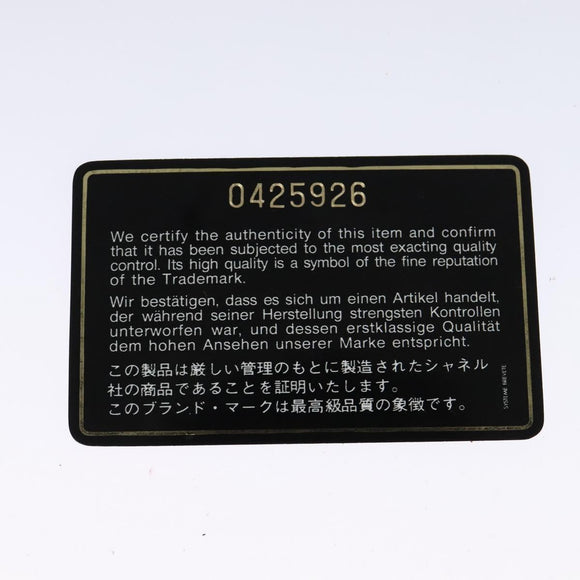 0425926
We certify the authenticity of this item and confirm
that it has been subjected to the most exacting quality
control. Its high quality is a symbol of the fine reputation
of the Trademark.
Wir bestätigen, dass es sich um einen Artikel handelt,
der während seiner Herstellung strengsten Kontrollen
unterworfen war, und dessen erstklassige Qualität
dem hohen Ansehen unserer Marke entspricht.
この製品は厳しい管理のもとに製造されたシャネル
社の商品であることを証明いたします。
このブランド・マークは最高級品質の象徴です。
SYSTEME BREVETE